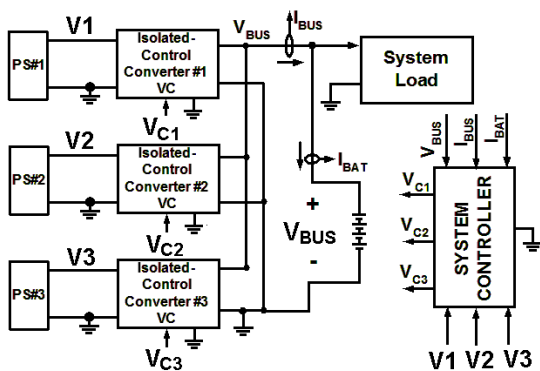 V1
PS#1
Isolated-
Control
Converter #1
VC
VC1
V2
PS#2
Isolated-
Control
Converter #2
VC
VC2
V3
PS#3
Isolated-
Control
Converter #3
VC
VC3
VBUS
IBUS
System
Load
IBAT
+
VBUS
-
VBUS
IBUS
IBAT
VC1
VC2
VC3
SYSTEM
CONTROLLER
V1 V2 V3